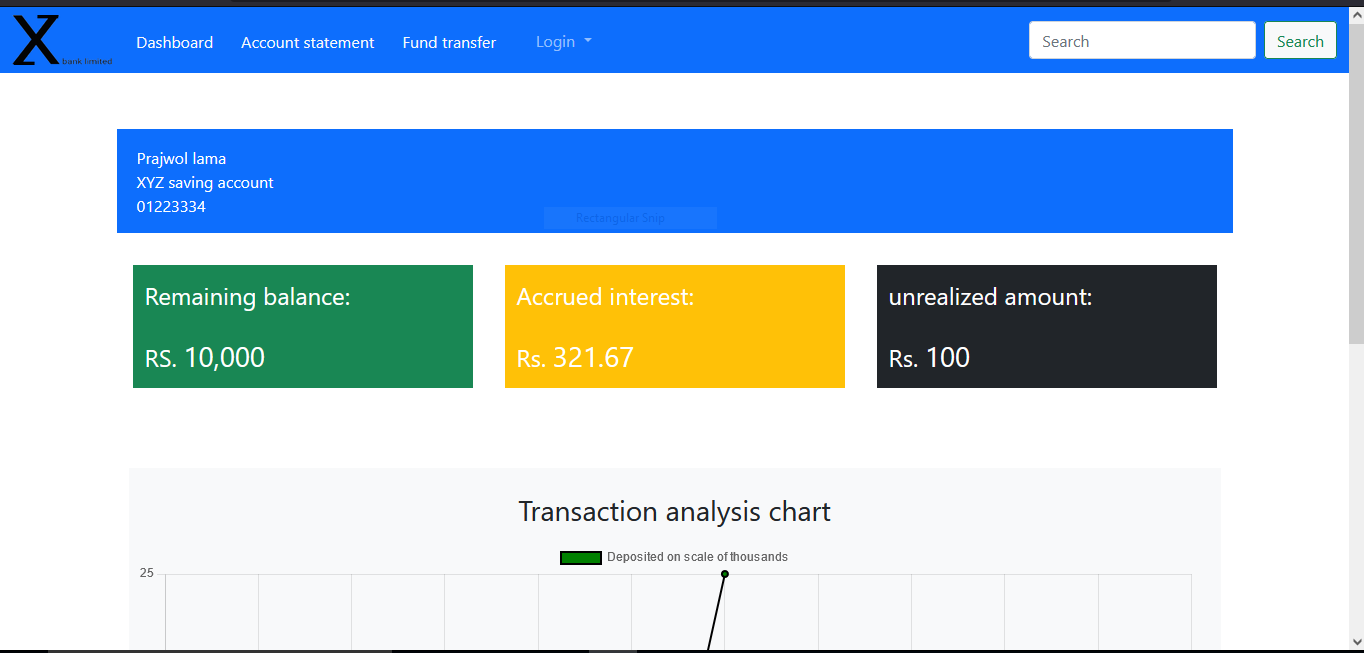 X bank limited
Dashboard Account statement Fund transfer Login Search Search
Prajwol lama
XYZ saving account
01223334
Rectangular Snip
Remaining balance: Accrued interest: unrealized amount:
RS. 10,000 Rs. 321.67 Rs. 100
Transaction analysis chart
Deposited on scale of thousands
25